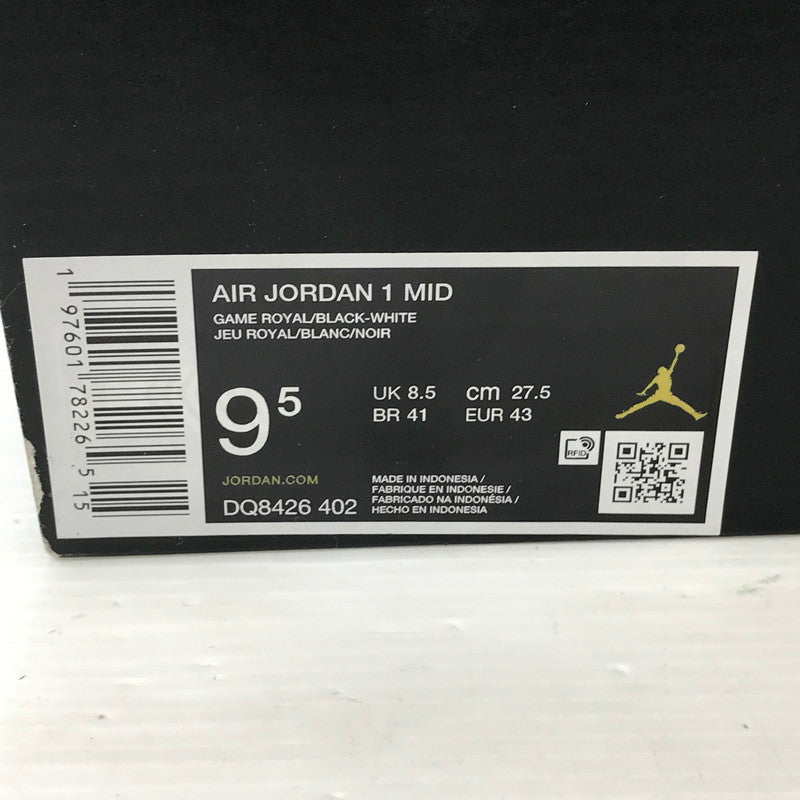 1 97601 78226 5 15
AIR JORDAN 1 MID
GAME ROYAL/BLACK-WHITE
JEU ROYAL/BLANC/NOIR
9 5
UK 8.5 cm 27.5
BR 41 EUR 43
RFID
JORDAN.COM
DQ8426 402
MADE IN INDONESIA /
FABRIQUE EN INDONESIE /
FABRICADO NA INDONÉSIA /
HECHO EN INDONESIA